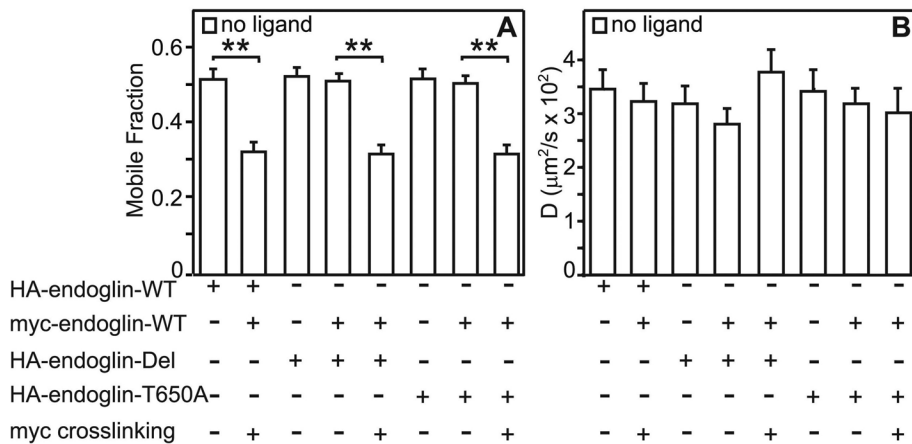 no ligand A
** ** **
0.6
0.4
0.2
0
Mobile Fraction
no ligand B
4
3
2
1
0
D (μm²/s x 10²)
HA-endoglin-WT + + - - - - - - + + - - - - - -
myc-endoglin-WT - + - + + - + + - + - + + - + +
HA-endoglin-Del - - + + + - - - - - + + + - - -
HA-endoglin-T650A - - - - - + + + - - - - - + + +
myc crosslinking - + - - + - - + - + - - + - - +